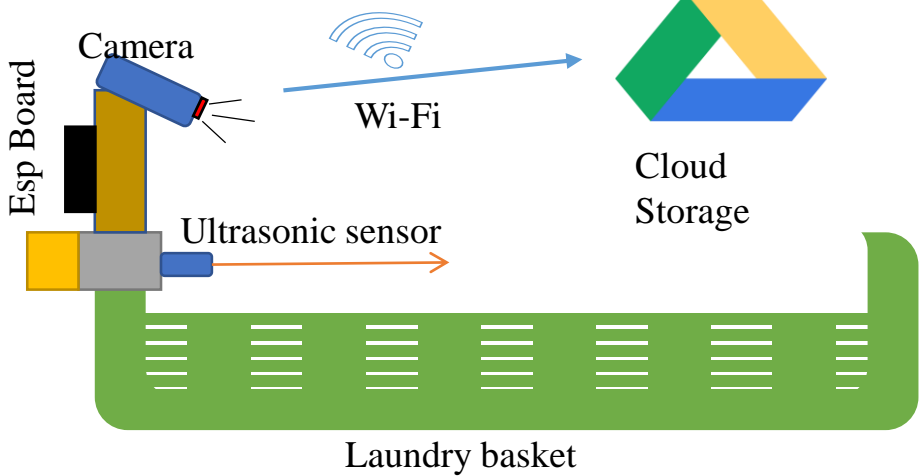 Camera
Esp Board
Wi-Fi
Cloud
Storage
Ultrasonic sensor
Laundry basket